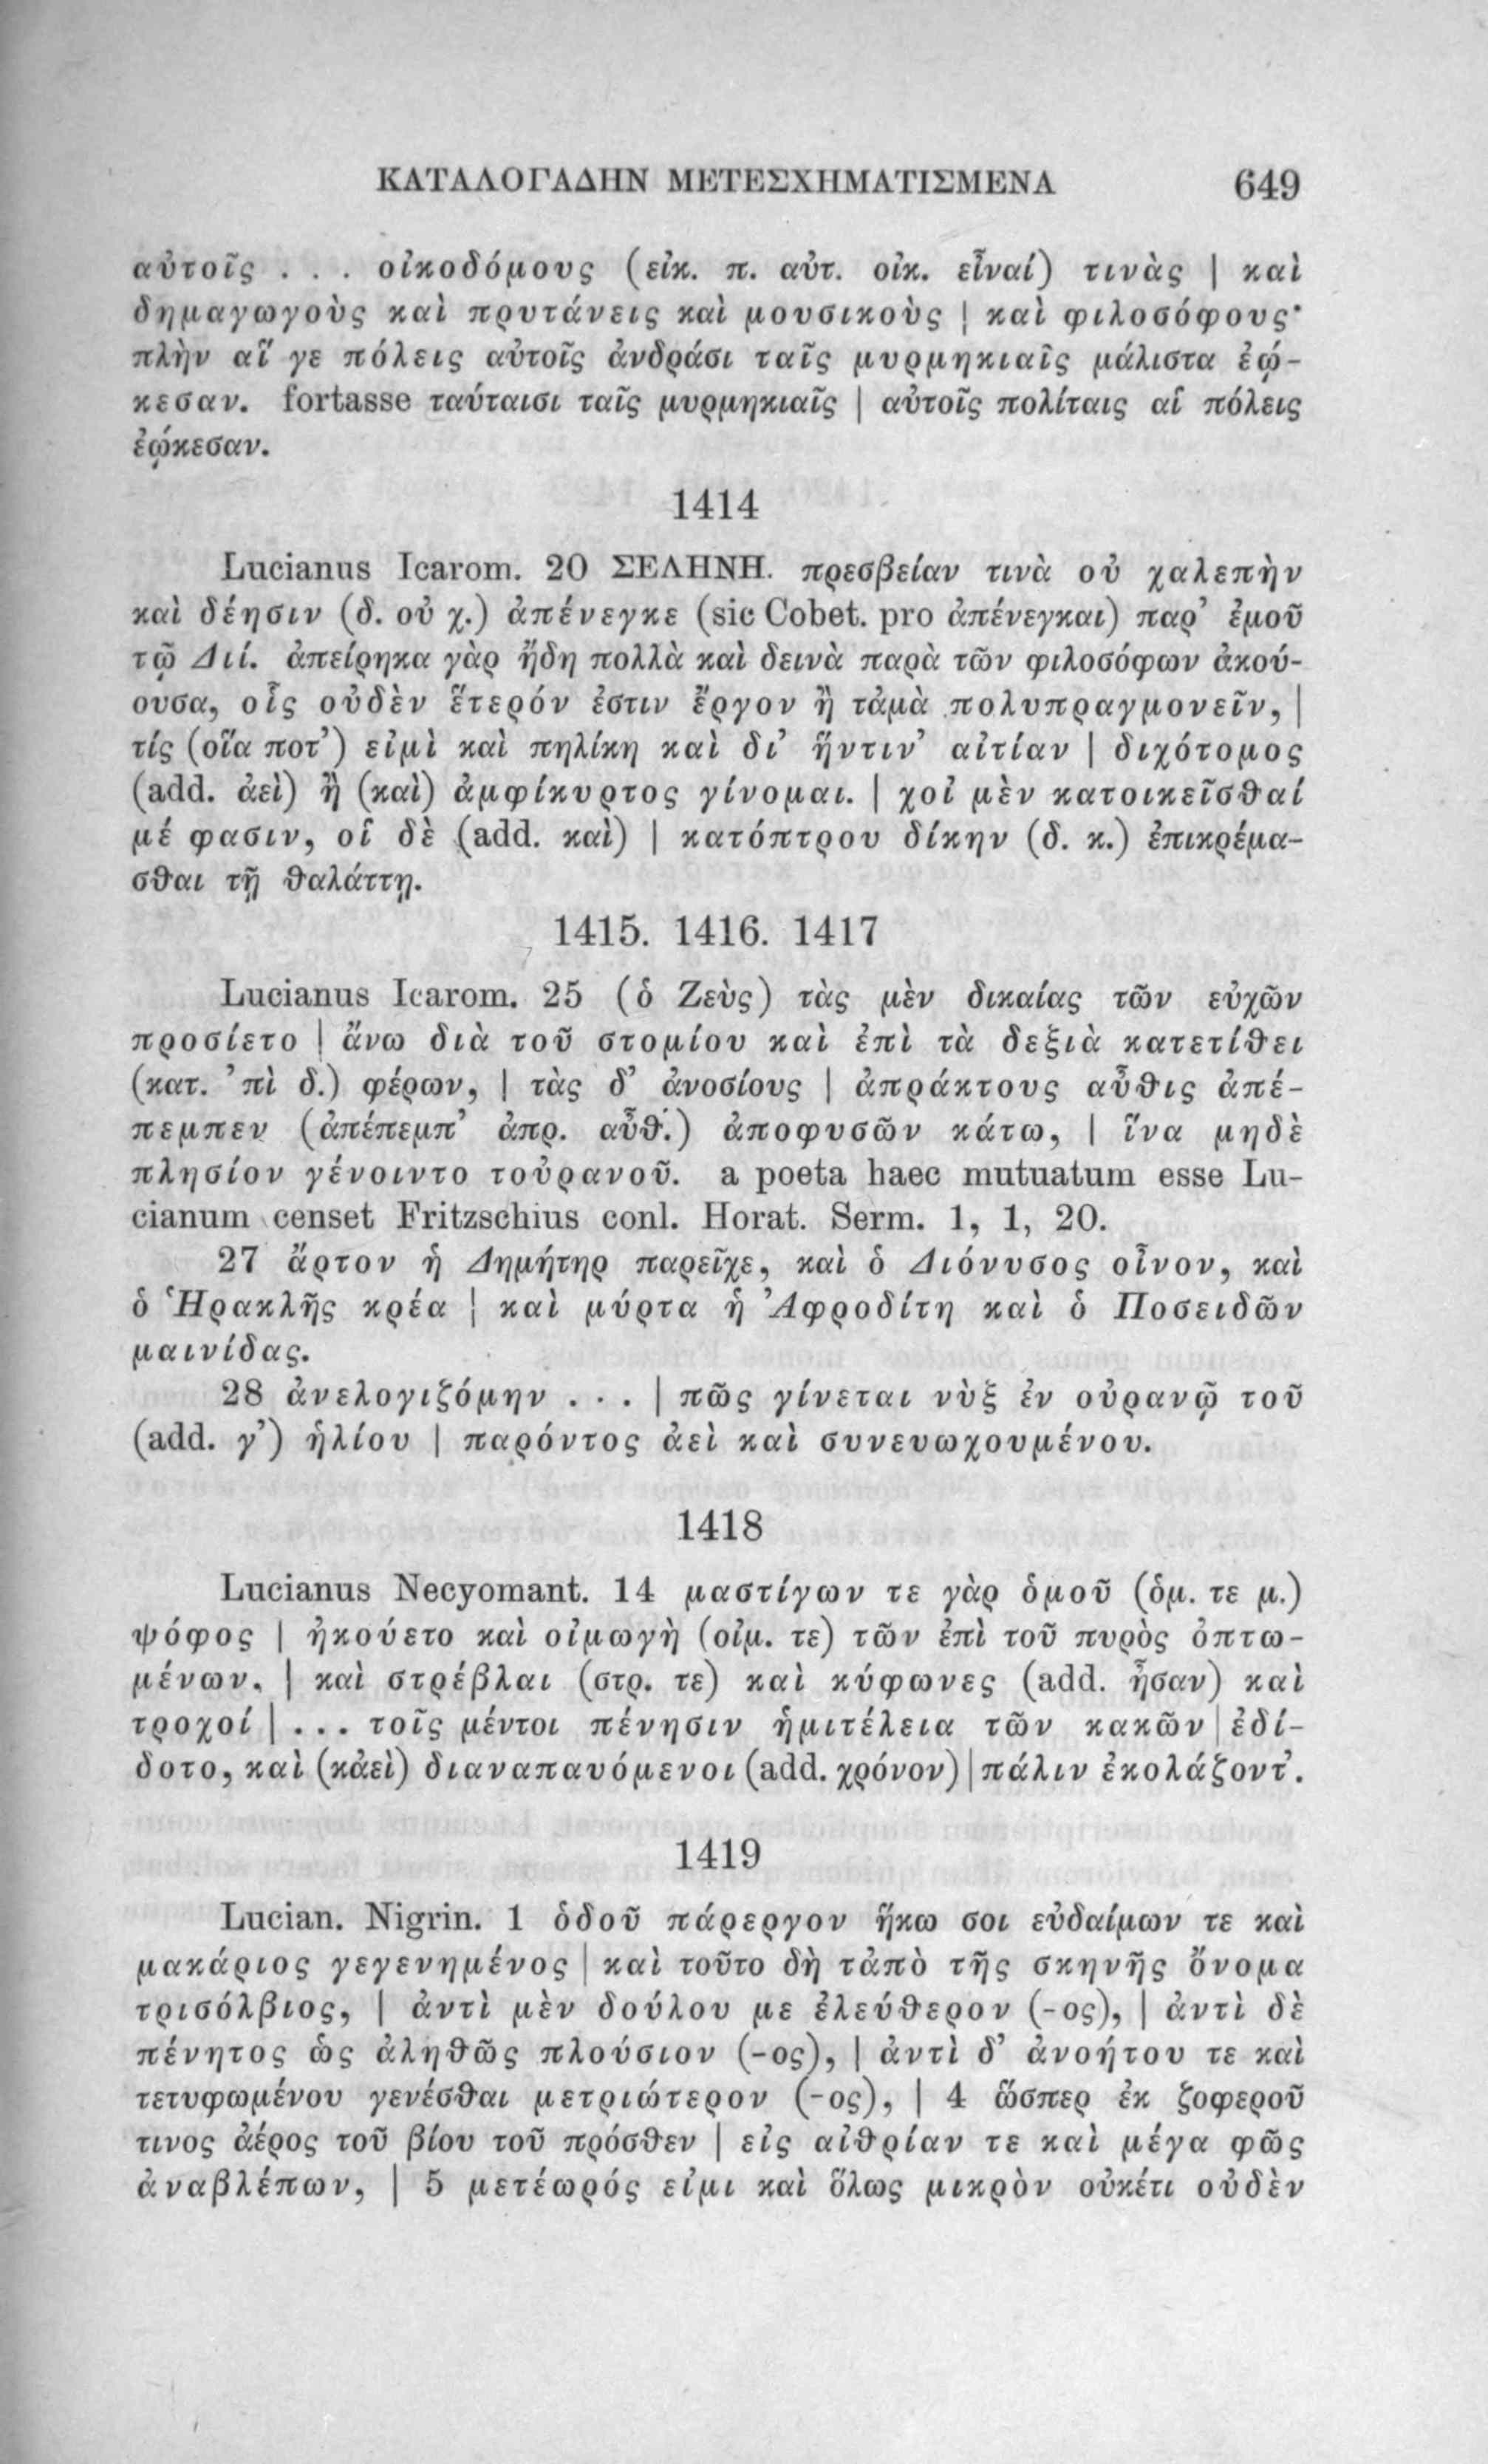 ΚΑΤΑΛΟΓΑΔΗΝ ΜΕΤΕΣΧΗΜΑΤΙΣΜΕΝΑ 649
αὐτοῖς . . . οἰκοδόμους (εἰκ. π. αὐτ. οἰκ. εἶναί) τινὰς | καὶ
δημαγωγοὺς καὶ πρυτάνεις καὶ μουσικοὺς | καὶ φιλοσόφους·
πλὴν αἵ γε πόλεις αὐτοῖς ἀνδράσι ταῖς μυρμηκιαῖς μάλιστα ἐῴ-
κεσαν. fortasse ταύταισι ταῖς μυρμηκιαῖς | αὐτοῖς πολίταις αἱ πόλεις
ἐῴκεσαν.
1414
Lucianus Icarom. 20 ΣΕΛΗΝΗ. πρεσβείαν τινὰ οὐ χαλεπὴν
καὶ δέησιν (δ. οὐ χ.) ἀπένεγκε (sic Cobet. pro ἀπένεγκαι) παρ' ἐμοῦ
τῷ Διί. ἀπείρηκα γὰρ ἤδη πολλὰ καὶ δεινὰ παρὰ τῶν φιλοσόφων ἀκού-
ουσα, οἷς οὐδὲν ἕτερόν ἐστιν ἔργον ἢ τἀμὰ πολυπραγμονεῖν, |
τίς (οἵα ποτ') εἰμὶ καὶ πηλίκη καὶ δι' ἥντιν' αἰτίαν | διχότομος
(add. ἀεὶ) ἢ (καὶ) ἀμφίκυρτος γίνομαι. | χοἰ μὲν κατοικεῖσθαί
μέ φασιν, οἱ δὲ (add. καὶ) | κατόπτρου δίκην (δ. κ.) ἐπικρέμα-
σθαι τῇ θαλάττῃ.
1415. 1416. 1417
Lucianus Icarom. 25 (ὁ Ζεὺς) τὰς μὲν δικαίας τῶν εὐχῶν
προσίετο | ἄνω διὰ τοῦ στομίου καὶ ἐπὶ τὰ δεξιὰ κατετίθει
(κατ. 'πὶ δ.) φέρων, | τὰς δ' ἀνοσίους | ἀπράκτους αὖθις ἀπέ-
πεμπεν (ἀπέπεμπ' ἀπρ. αὖθ.) ἀποφυσῶν κάτω, | ἵνα μηδὲ
πλησίον γένοιντο τοὐρανοῦ. a poeta haec mutuatum esse Lu-
cianum censet Fritzschius conl. Horat. Serm. 1, 1, 20.
27 ἄρτον ἡ Δημήτηρ παρεῖχε, καὶ ὁ Διόνυσος οἶνον, καὶ
ὁ Ἡρακλῆς κρέα | καὶ μύρτα ἡ Ἀφροδίτη καὶ ὁ Ποσειδῶν
μαινίδας.
28 ἀνελογιζόμην . . . | πῶς γίνεται νὺξ ἐν οὐρανῷ τοῦ
(add. γ') ἡλίου | παρόντος ἀεὶ καὶ συνευωχουμένου.
1418
Lucianus Necyomant. 14 μαστίγων τε γὰρ ὁμοῦ (ὁμ. τε μ.)
ψόφος | ἠκούετο καὶ οἰμωγὴ (οἰμ. τε) τῶν ἐπὶ τοῦ πυρὸς ὀπτω-
μένων, | καὶ στρέβλαι (στρ. τε) καὶ κύφωνες (add. ἦσαν) καὶ
τροχοί | . . . τοῖς μέντοι πένησιν ἡμιτέλεια τῶν κακῶν | ἐδί-
δοτο, καὶ (κἀεὶ) διαναπαυόμενοι (add. χρόνον) | πάλιν ἐκολάζοντ'.
1419
Lucian. Nigrin. 1 ὁδοῦ πάρεργον ἥκω σοι εὐδαίμων τε καὶ
μακάριος γεγενημένος | καὶ τοῦτο δὴ τἀπὸ τῆς σκηνῆς ὄνομα
τρισόλβιος, | ἀντὶ μὲν δούλου με ἐλεύθερον (-ος), | ἀντὶ δὲ
πένητος ὡς ἀληθῶς πλούσιον (-ος), | ἀντὶ δ' ἀνοήτου τε καὶ
τετυφωμένου γενέσθαι μετριώτερον (-ος), | 4 ὥσπερ ἐκ ζοφεροῦ
τινος ἀέρος τοῦ βίου τοῦ πρόσθεν | εἰς αἰθρίαν τε καὶ μέγα φῶς
ἀναβλέπων, | 5 μετέωρός εἰμι καὶ ὅλως μικρὸν οὐκέτι οὐδὲν